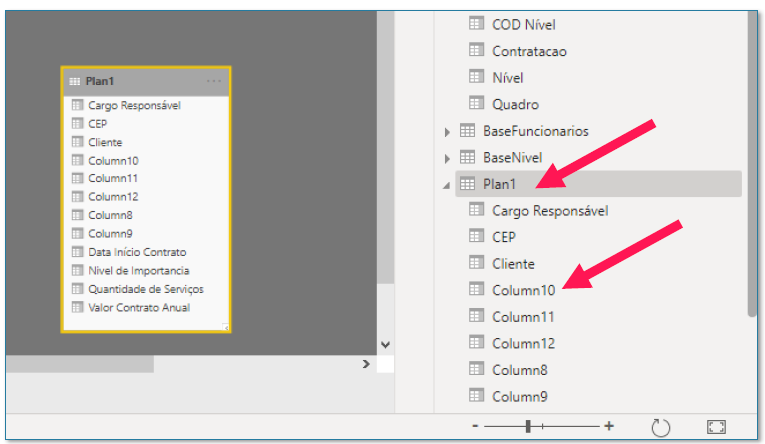 Plan1
Cargo Responsável
CEP
Cliente
Column10
Column11
Column12
Column8
Column9
Data Início Contrato
Nivel de Importancia
Quantidade de Serviços
Valor Contrato Anual
COD Nível
Contratacao
Nível
Quadro
BaseFuncionarios
BaseNivel
Plan1
Cargo Responsável
CEP
Cliente
Column10
Column11
Column12
Column8
Column9